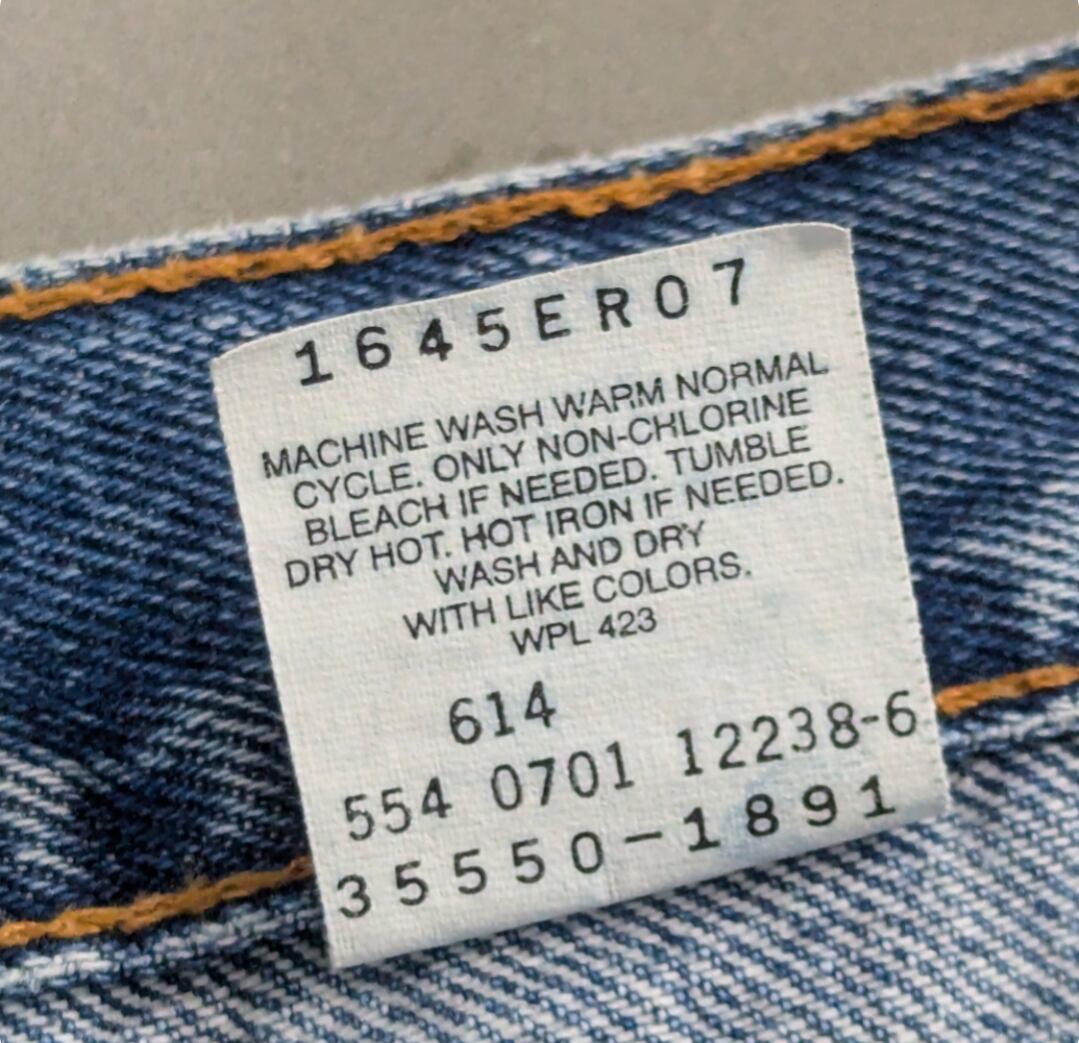 1645ER07
MACHINE WASH WARM NORMAL
CYCLE. ONLY NON-CHLORINE
BLEACH IF NEEDED. TUMBLE
DRY HOT. HOT IRON IF NEEDED.
WASH AND DRY
WITH LIKE COLORS.
WPL 423
614
554 0701 12238-6
35550-1891